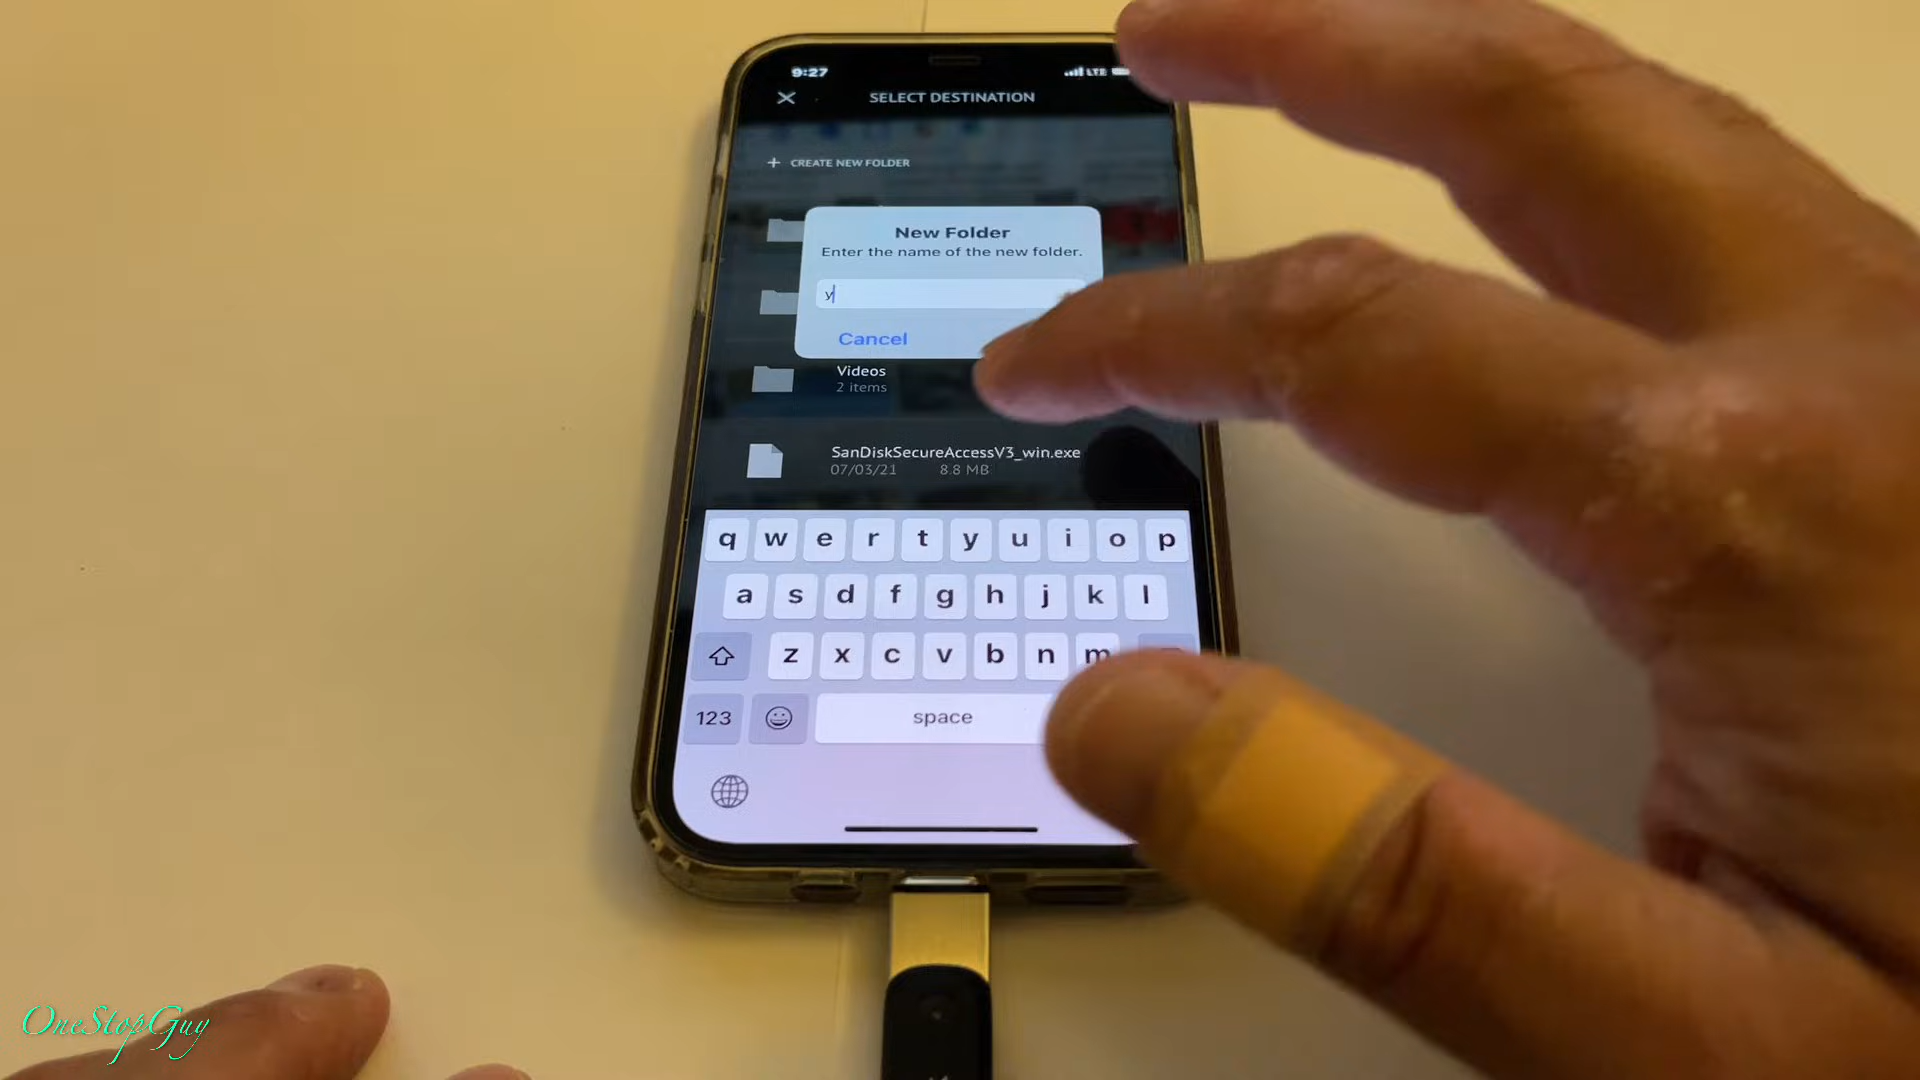 9:27
LTE
SELECT DESTINATION
+ CREATE NEW FOLDER
New Folder
Enter the name of the new folder.
y
Cancel
Videos
2 items
SanDiskSecureAccessV3_win.exe
07/03/21 8.8 MB
q w e r t y u i o p
a s d f g h j k l
z x c v b n m
123 space
OneStopGuy